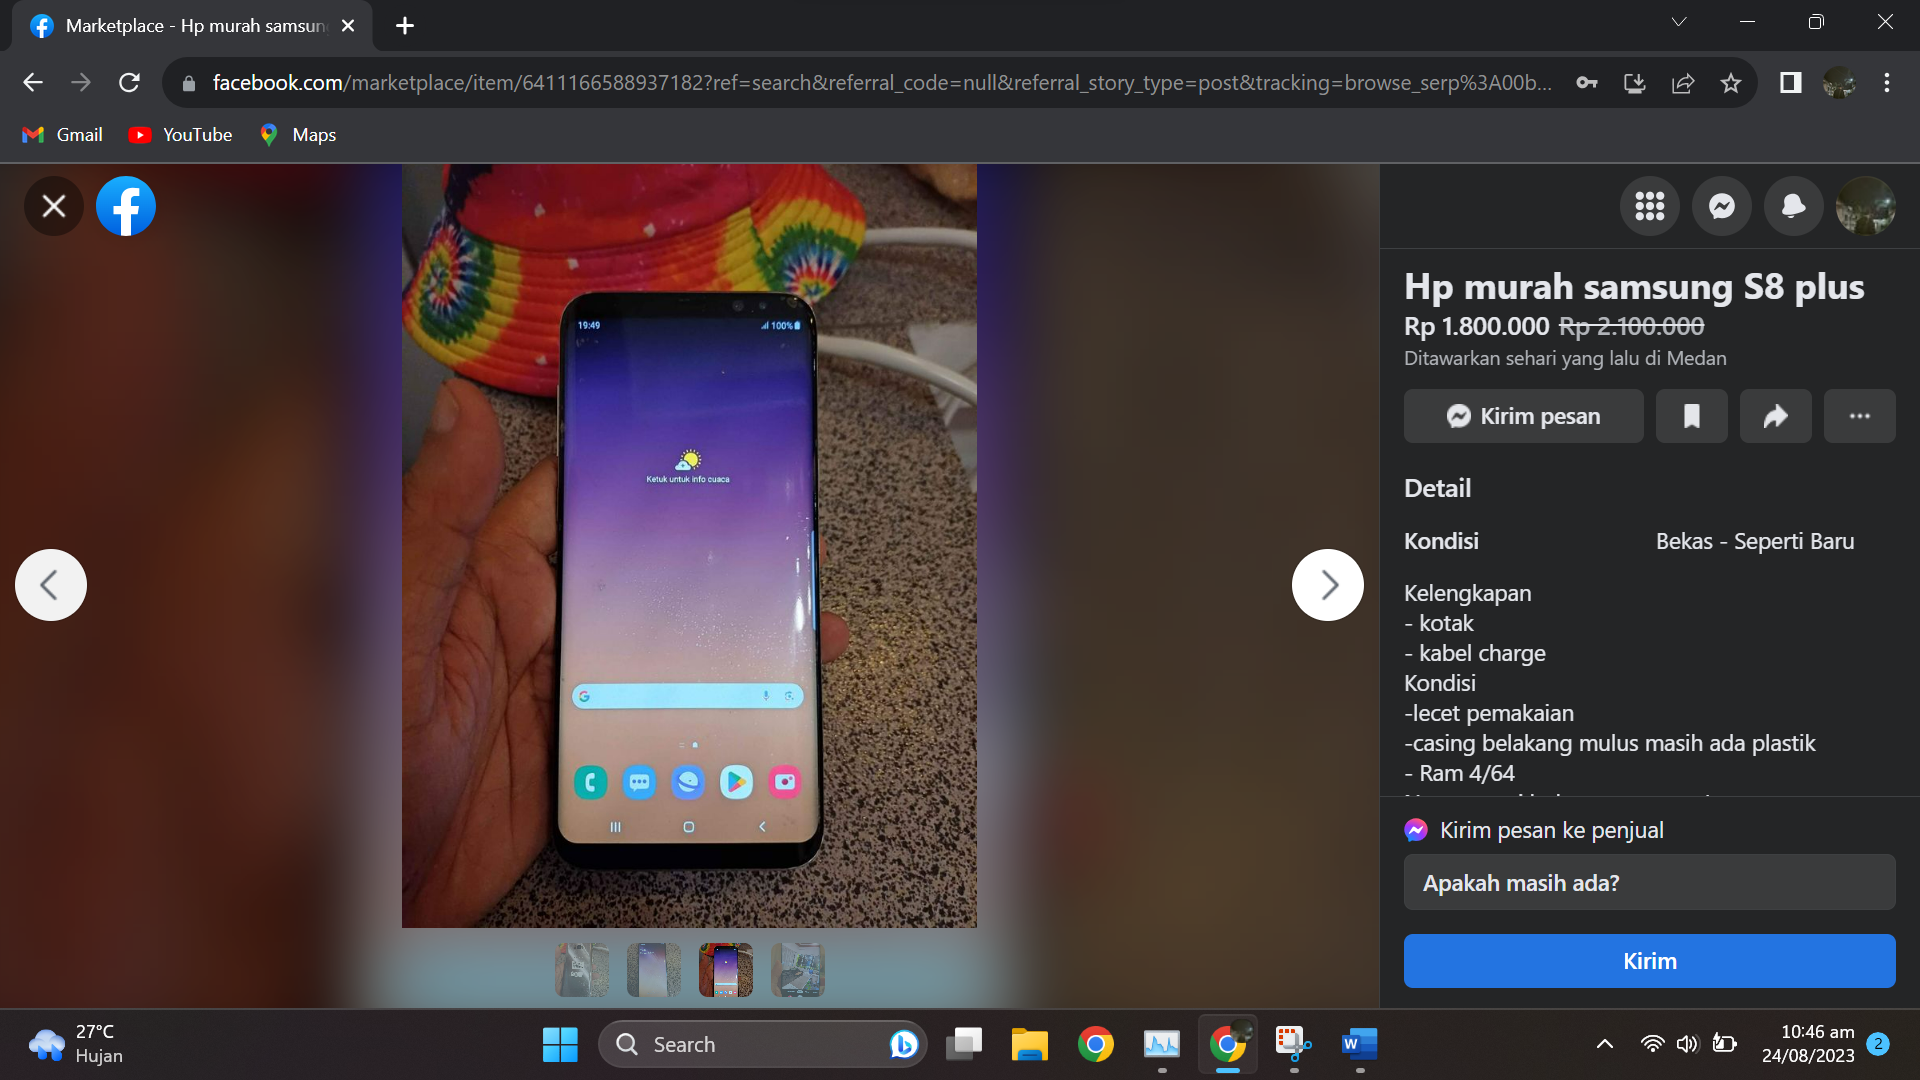 Marketplace - Hp murah samsun
facebook.com/marketplace/item/6411166588937182?ref=search&referral_code=null&referral_story_type=post&tracking=browse_serp%3A00b...
Gmail
YouTube
Maps
19:49
100%
Ketuk untuk info cuaca
Hp murah samsung S8 plus
Rp 1.800.000 Rp 2.100.000
Ditawarkan sehari yang lalu di Medan
Kirim pesan
Detail
Kondisi
Bekas - Seperti Baru
Kelengkapan
- kotak
- kabel charge
Kondisi
-lecet pemakaian
-casing belakang mulus masih ada plastik
- Ram 4/64
Kirim pesan ke penjual
Apakah masih ada?
Kirim
27°C
Hujan
Search
10:46 am
24/08/2023
2